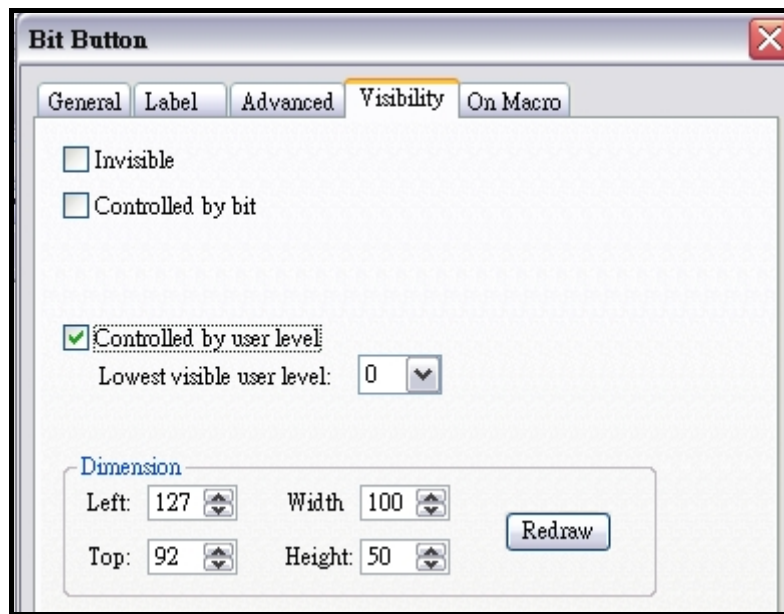 Bit Button
General Label Advanced Visibility On Macro
Invisible
Controlled by bit
Controlled by user level
Lowest visible user level: 0
Dimension
Left: 127 Width 100
Redraw
Top: 92 Height: 50